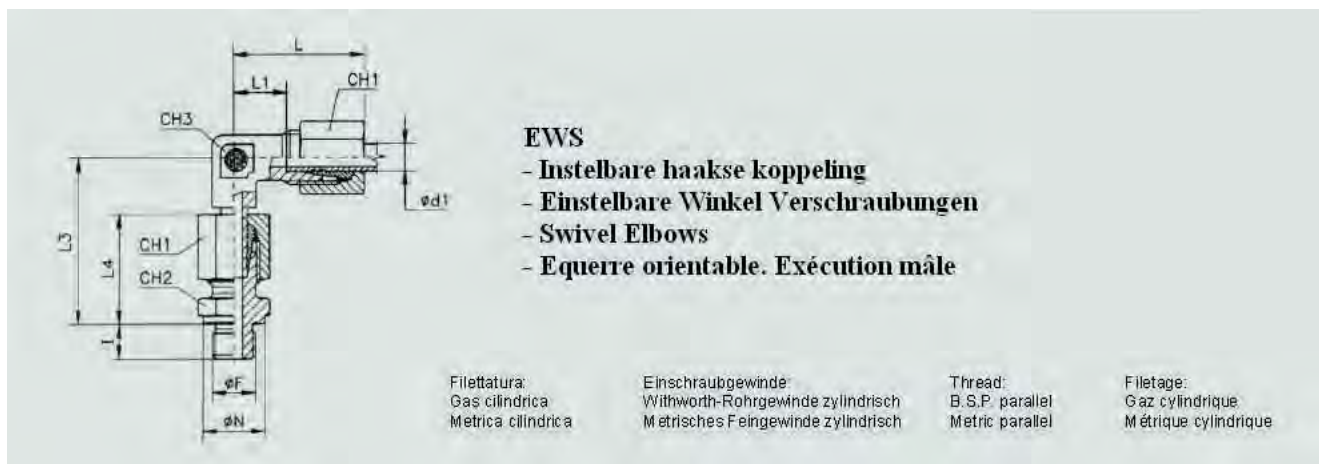 L
L1
CH1
CH3
ød1
L3
L4
CH1
CH2
I
øF
øN
EWS
- Instelbare haakse koppeling
- Einstelbare Winkel Verschraubungen
- Swivel Elbows
- Equerre orientable. Exécution mâle
Filettatura:
Gas cilindrica
Metrica cilindrica
Einschraubgewinde:
Withworth-Rohrgewinde zylindrisch
Metrisches Feingewinde zylindrisch
Thread:
B.S.P. parallel
Metric parallel
Filetage:
Gaz cylindrique
Métrique cylindrique